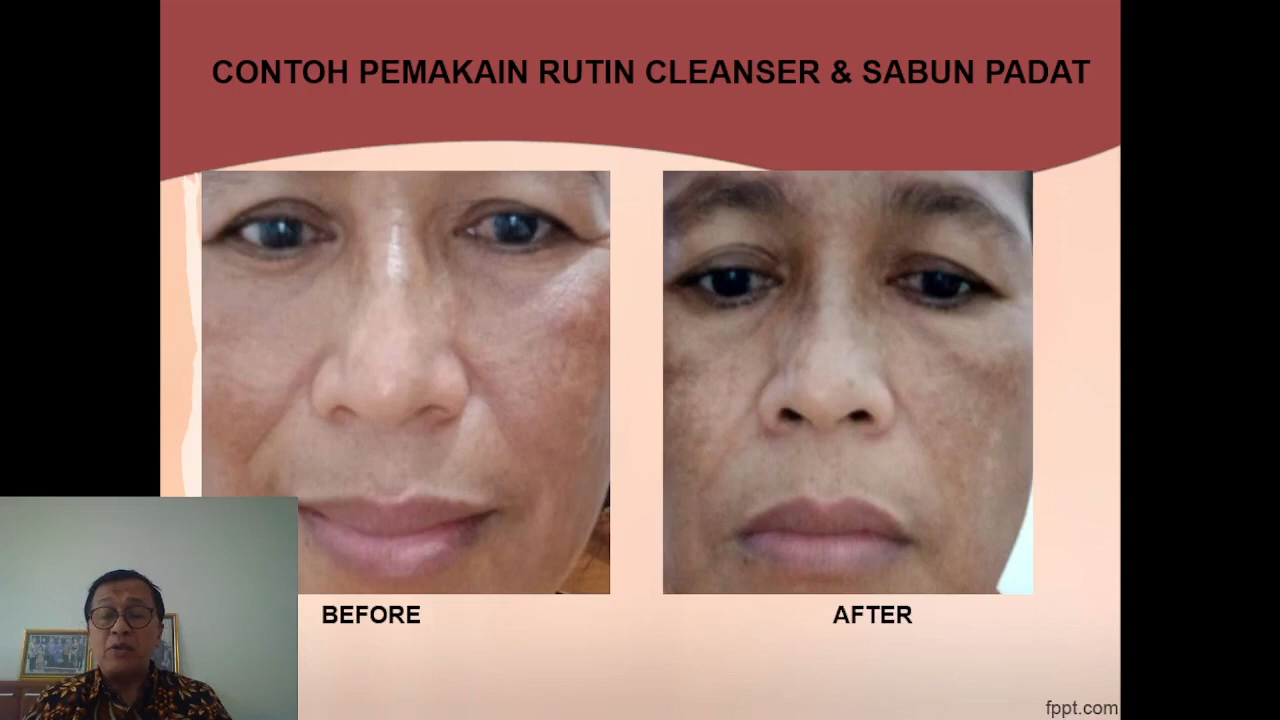 CONTOH PEMAKAIN RUTIN CLEANSER & SABUN PADAT
BEFORE
AFTER
fppt.com